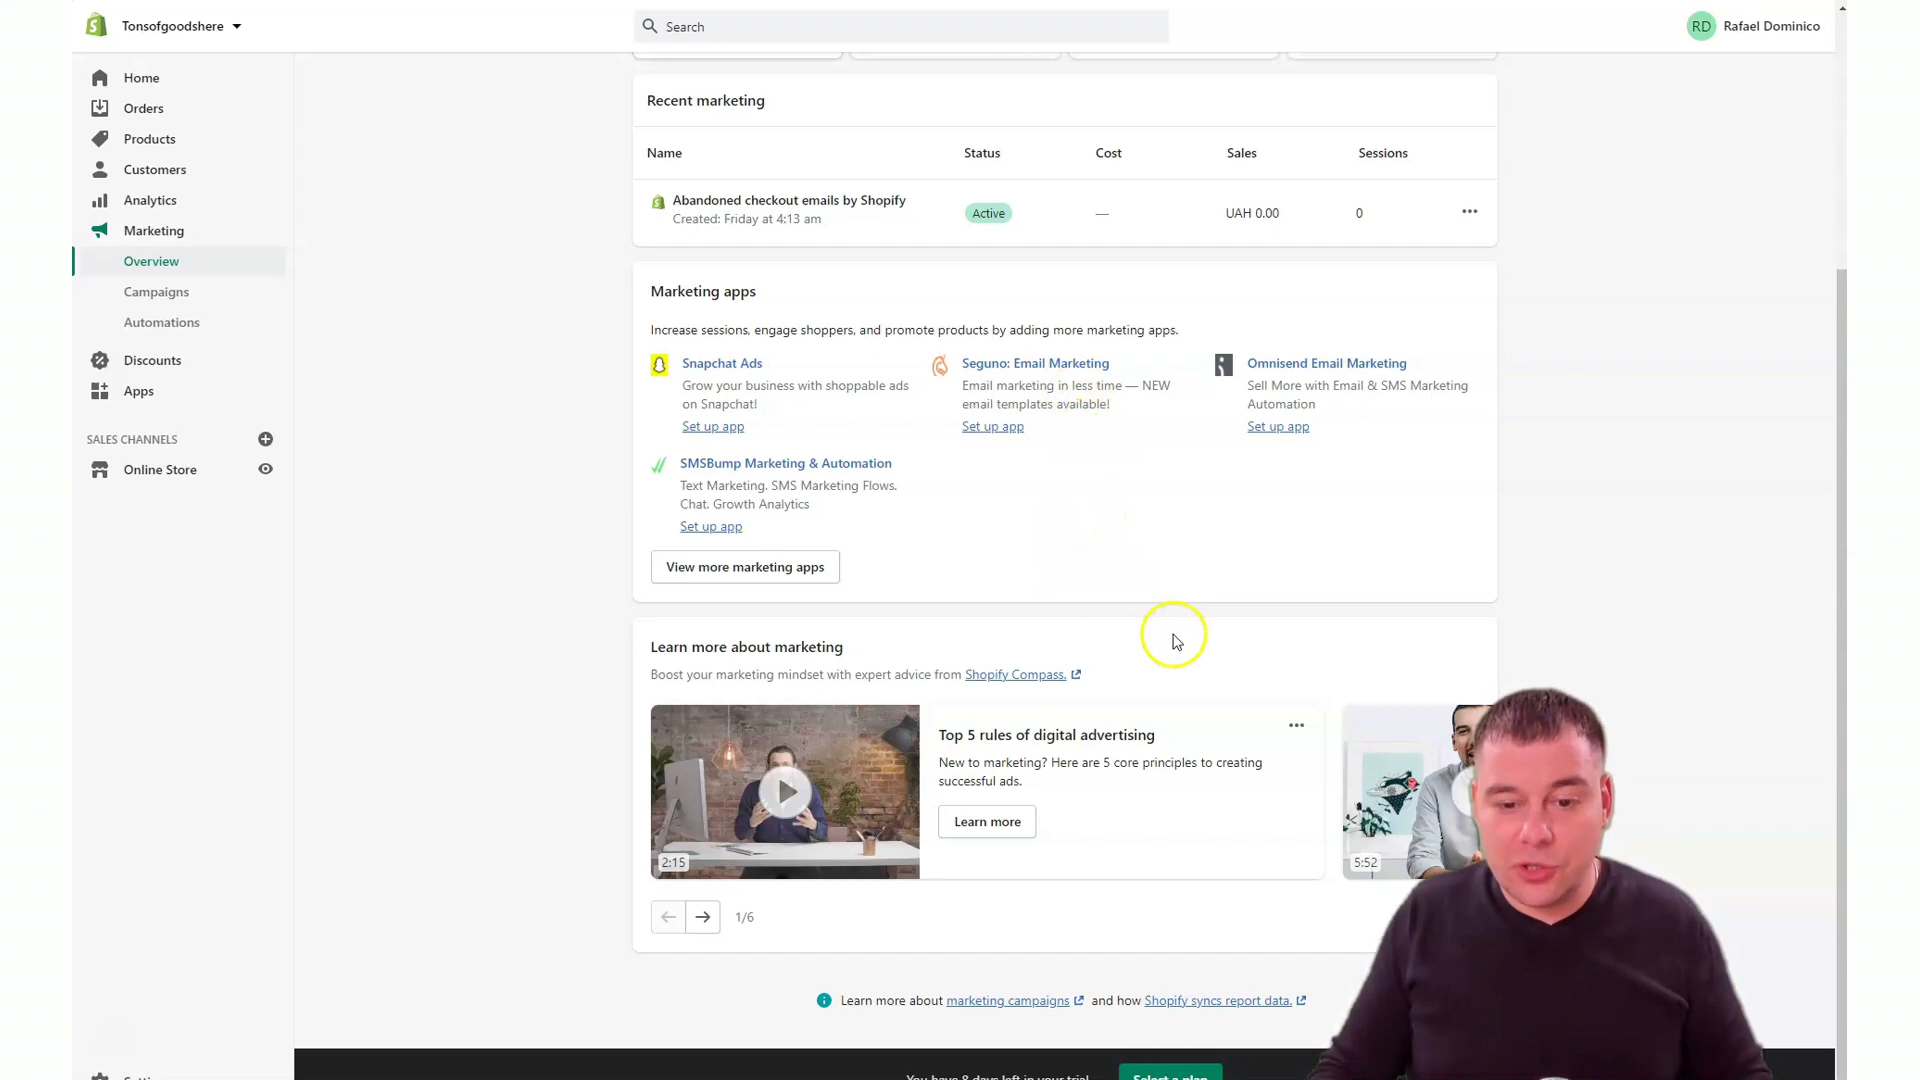 Tonsofgoodshere
Search
RD Rafael Dominico
Home
Orders
Products
Customers
Analytics
Marketing
Overview
Campaigns
Automations
Discounts
Apps
SALES CHANNELS
Online Store
Recent marketing
Name Status Cost Sales Sessions
Abandoned checkout emails by Shopify
Created: Friday at 4:13 am
Active — UAH 0.00 0
Marketing apps
Increase sessions, engage shoppers, and promote products by adding more marketing apps.
Snapchat Ads
Grow your business with shoppable ads
on Snapchat!
Set up app
Seguno: Email Marketing
Email marketing in less time — NEW
email templates available!
Set up app
Omnisend Email Marketing
Sell More with Email & SMS Marketing
Automation
Set up app
SMSBump Marketing & Automation
Text Marketing. SMS Marketing Flows.
Chat. Growth Analytics
Set up app
View more marketing apps
Learn more about marketing
Boost your marketing mindset with expert advice from Shopify Compass.
2:15
Top 5 rules of digital advertising
New to marketing? Here are 5 core principles to creating
successful ads.
Learn more
5:52
1/6
Learn more about marketing campaigns and how Shopify syncs report data.
You have 8 days left in your trial
Select a plan